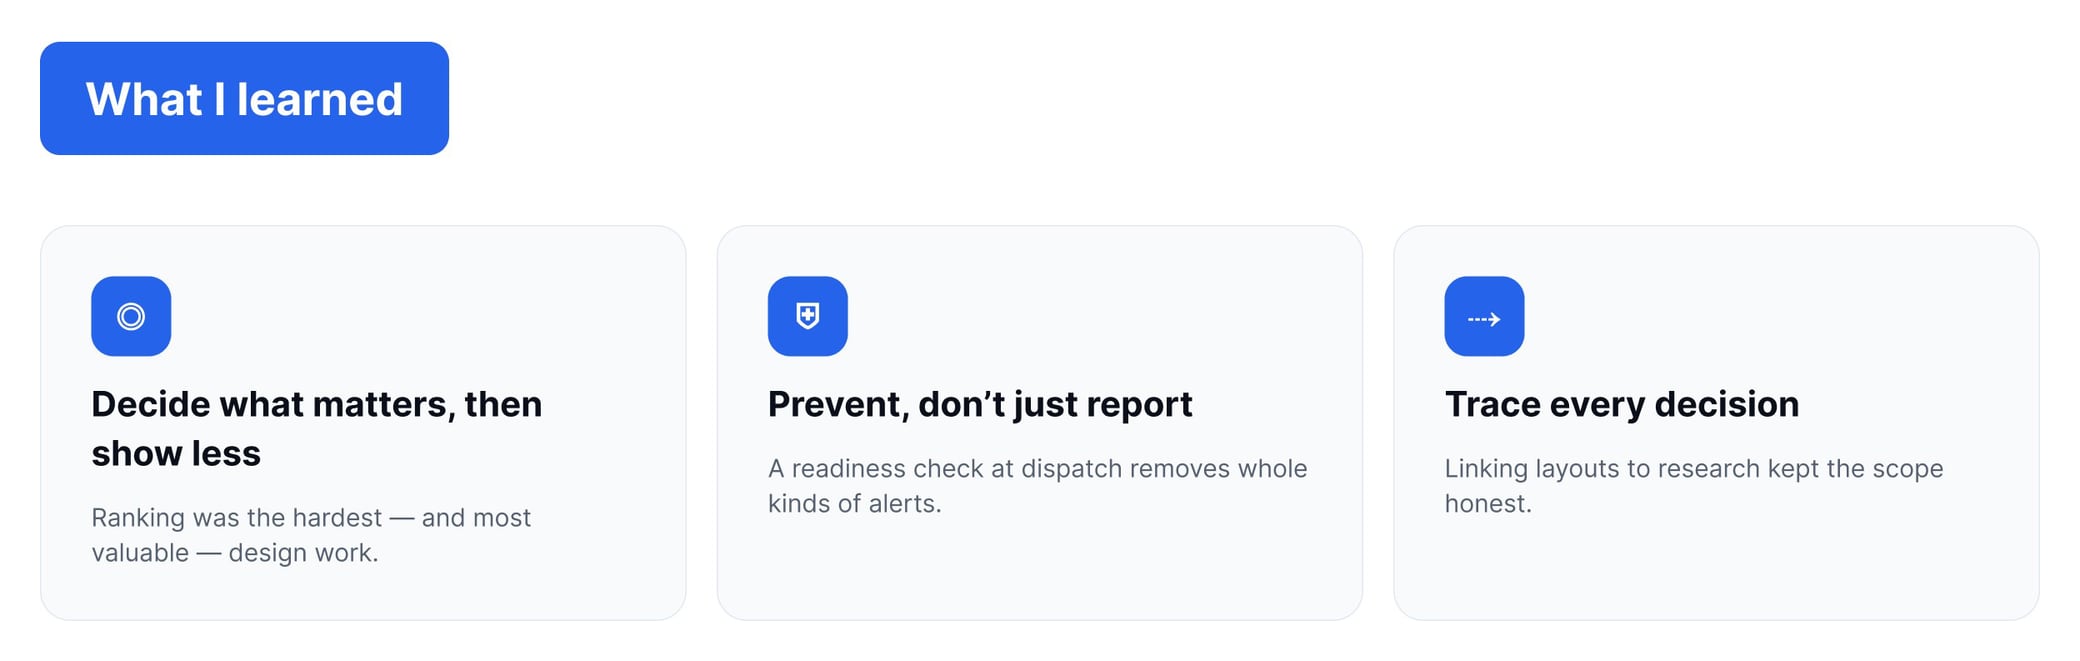 What I learned
Decide what matters, then
show less
Ranking was the hardest — and most
valuable — design work.
Prevent, don’t just report
A readiness check at dispatch removes whole
kinds of alerts.
Trace every decision
Linking layouts to research kept the scope
honest.